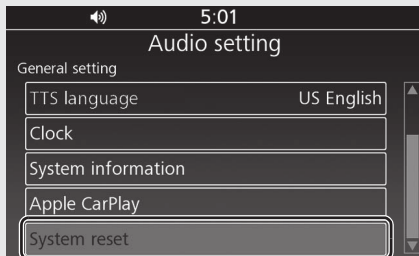 5:01
Audio setting
General setting
TTS language US English
Clock
System information
Apple CarPlay
System reset